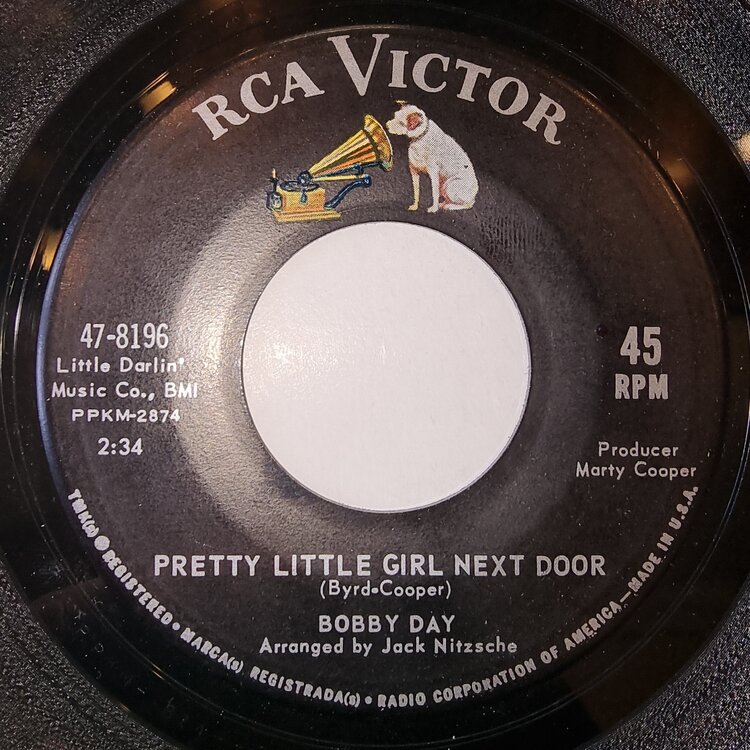 RCA VICTOR
47-8196
Little Darlin'
Music Co., BMI
PPKM-2874
2:34
45
RPM
Producer
Marty Cooper
PRETTY LITTLE GIRL NEXT DOOR
(Byrd-Cooper)
BOBBY DAY
Arranged by Jack Nitzsche
TMK(s) ® REGISTERED • MARCA(s) REGISTRADA(s) • RADIO CORPORATION OF AMERICA—MADE IN U.S.A.